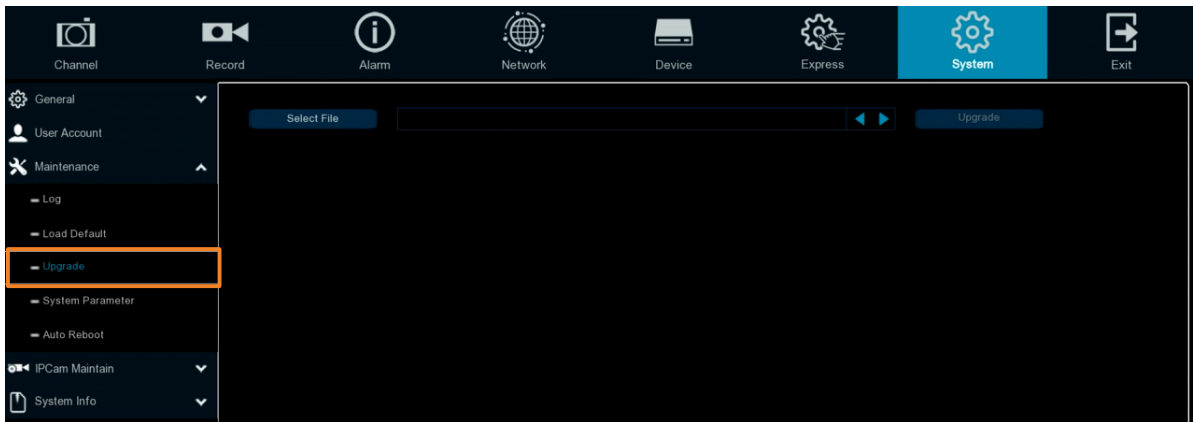 Channel Record Alarm Network Device Express System Exit
General
Select File Upgrade
User Account
Maintenance
Log
Load Default
Upgrade
System Parameter
Auto Reboot
IPCam Maintain
System Info